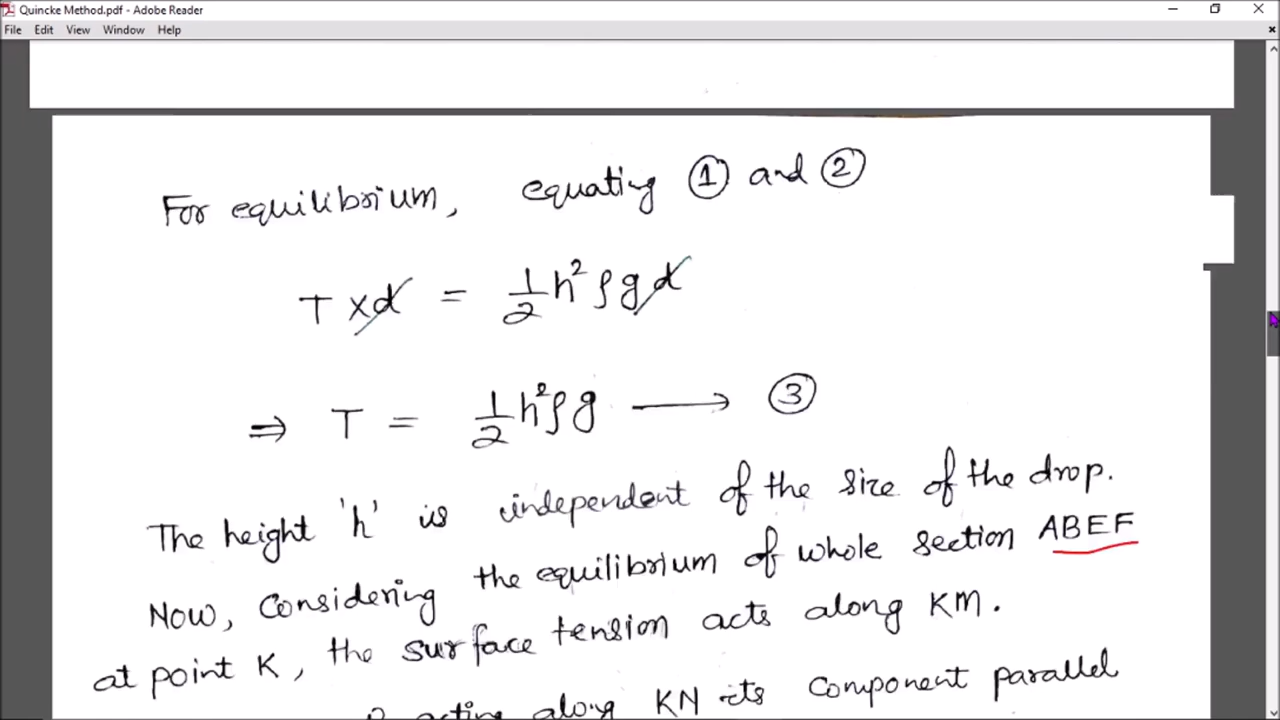 Quincke Method.pdf - Adobe Reader
File Edit View Window Help
For equilibrium, equating ① and ②
T × d = 1/2 h² ρ g d
⇒ T = 1/2 h² ρ g ⟶ ③
The height 'h' is independent of the size of the drop.
Now, Considering the equilibrium of whole section ABEF
at point K, the surface tension acts along KM.
acting along KN its component parallel